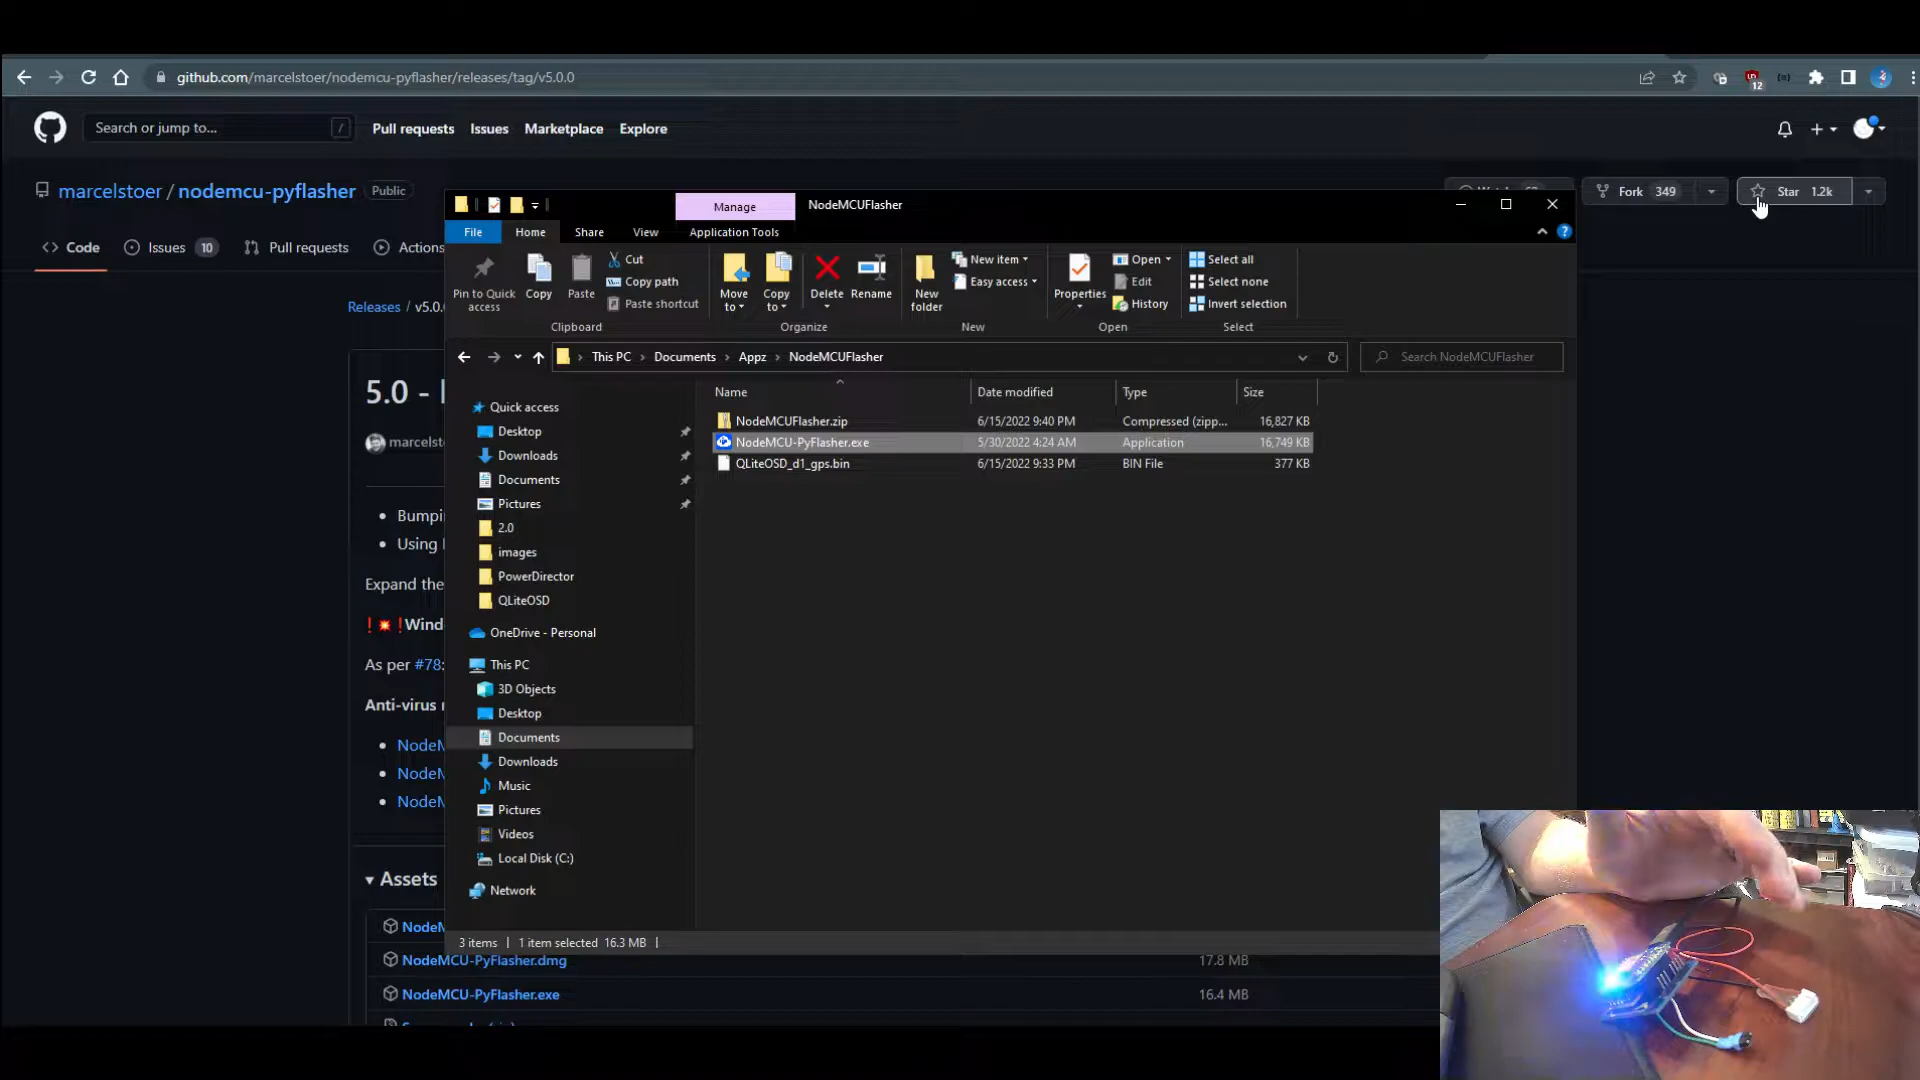 github.com/marcelstoer/nodemcu-pyflasher/releases/tag/v5.0.0
12
Search or jump to... /
Pull requests Issues Marketplace Explore
marcelstoer / nodemcu-pyflasher Public
Fork 349
Star 1.2k
Code Issues 10 Pull requests Actions
Releases / v5.0.
5.0 -
marcelsto
Bumpi
Using
Expand the
Wind
As per #78:
Anti-virus
NodeM
NodeM
NodeM
Assets
NodeM
NodeMCU-PyFlasher.dmg 17.8 MB
NodeMCU-PyFlasher.exe 16.4 MB
Manage NodeMCUFlasher
File Home Share View Application Tools
Pin to Quick access
Copy
Paste
Cut
Copy path
Paste shortcut
Clipboard
Move to
Copy to
Delete
Rename
Organize
New folder
New item
Easy access
New
Properties
Open
Edit
History
Open
Select all
Select none
Invert selection
Select
This PC > Documents > Appz > NodeMCUFlasher
Search NodeMCUFlasher
Name Date modified Type Size
NodeMCUFlasher.zip 6/15/2022 9:40 PM Compressed (zipp... 16,827 KB
NodeMCU-PyFlasher.exe 5/30/2022 4:24 AM Application 16,749 KB
QLiteOSD_d1_gps.bin 6/15/2022 9:33 PM BIN File 377 KB
Quick access
Desktop
Downloads
Documents
Pictures
2.0
images
PowerDirector
QLiteOSD
OneDrive - Personal
This PC
3D Objects
Desktop
Documents
Downloads
Music
Pictures
Videos
Local Disk (C:)
Network
3 items 1 item selected 16.3 MB